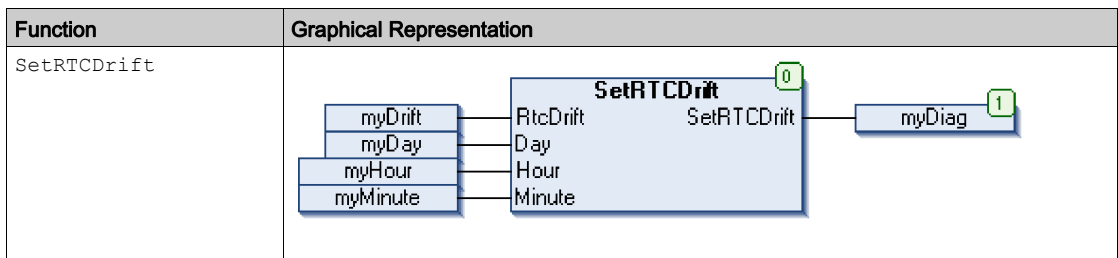 Function Graphical Representation
SetRTCDrift
0
SetRTCDrift
myDrift RtcDrift SetRTCDrift myDiag 1
myDay Day
myHour Hour
myMinute Minute